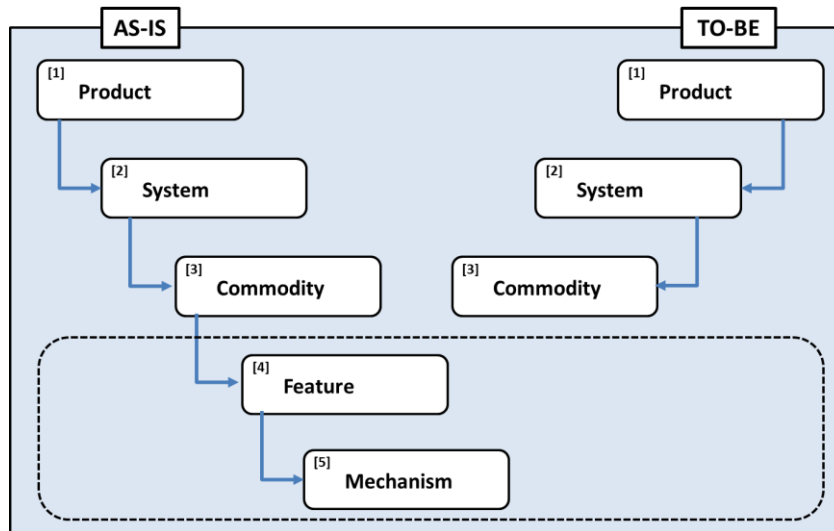 AS-IS
TO-BE
[1]
Product
[1]
Product
[2]
System
[2]
System
[3]
Commodity
[3]
Commodity
[4]
Feature
[5]
Mechanism